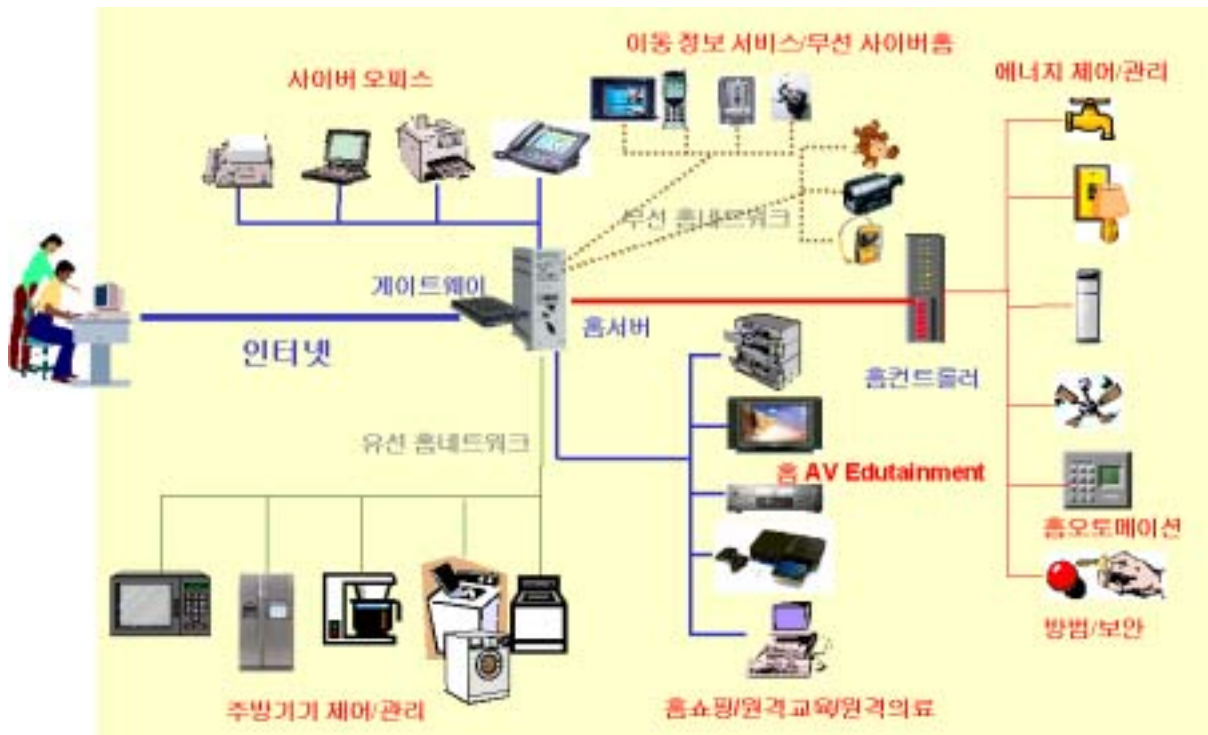 이동 정보 서비스/무선 사이버홈
사이버 오피스
에너지 제어/관리
무선 홈네트워크
게이트웨이
홈서버
인터넷
홈컨트롤러
유선 홈네트워크
홈 AV Edutainment
홈오토메이션
방범/보안
주방기기 제어/관리
홈쇼핑/원격교육/원격의료